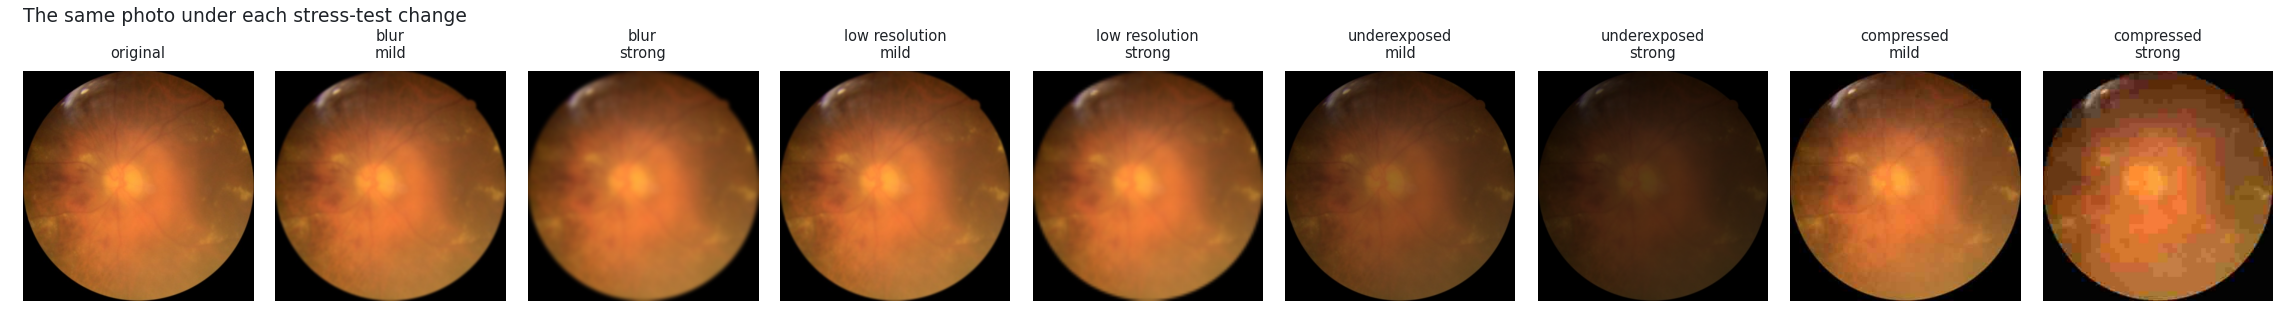 The same photo under each stress-test change
original
blur
mild
blur
strong
low resolution
mild
low resolution
strong
underexposed
mild
underexposed
strong
compressed
mild
compressed
strong